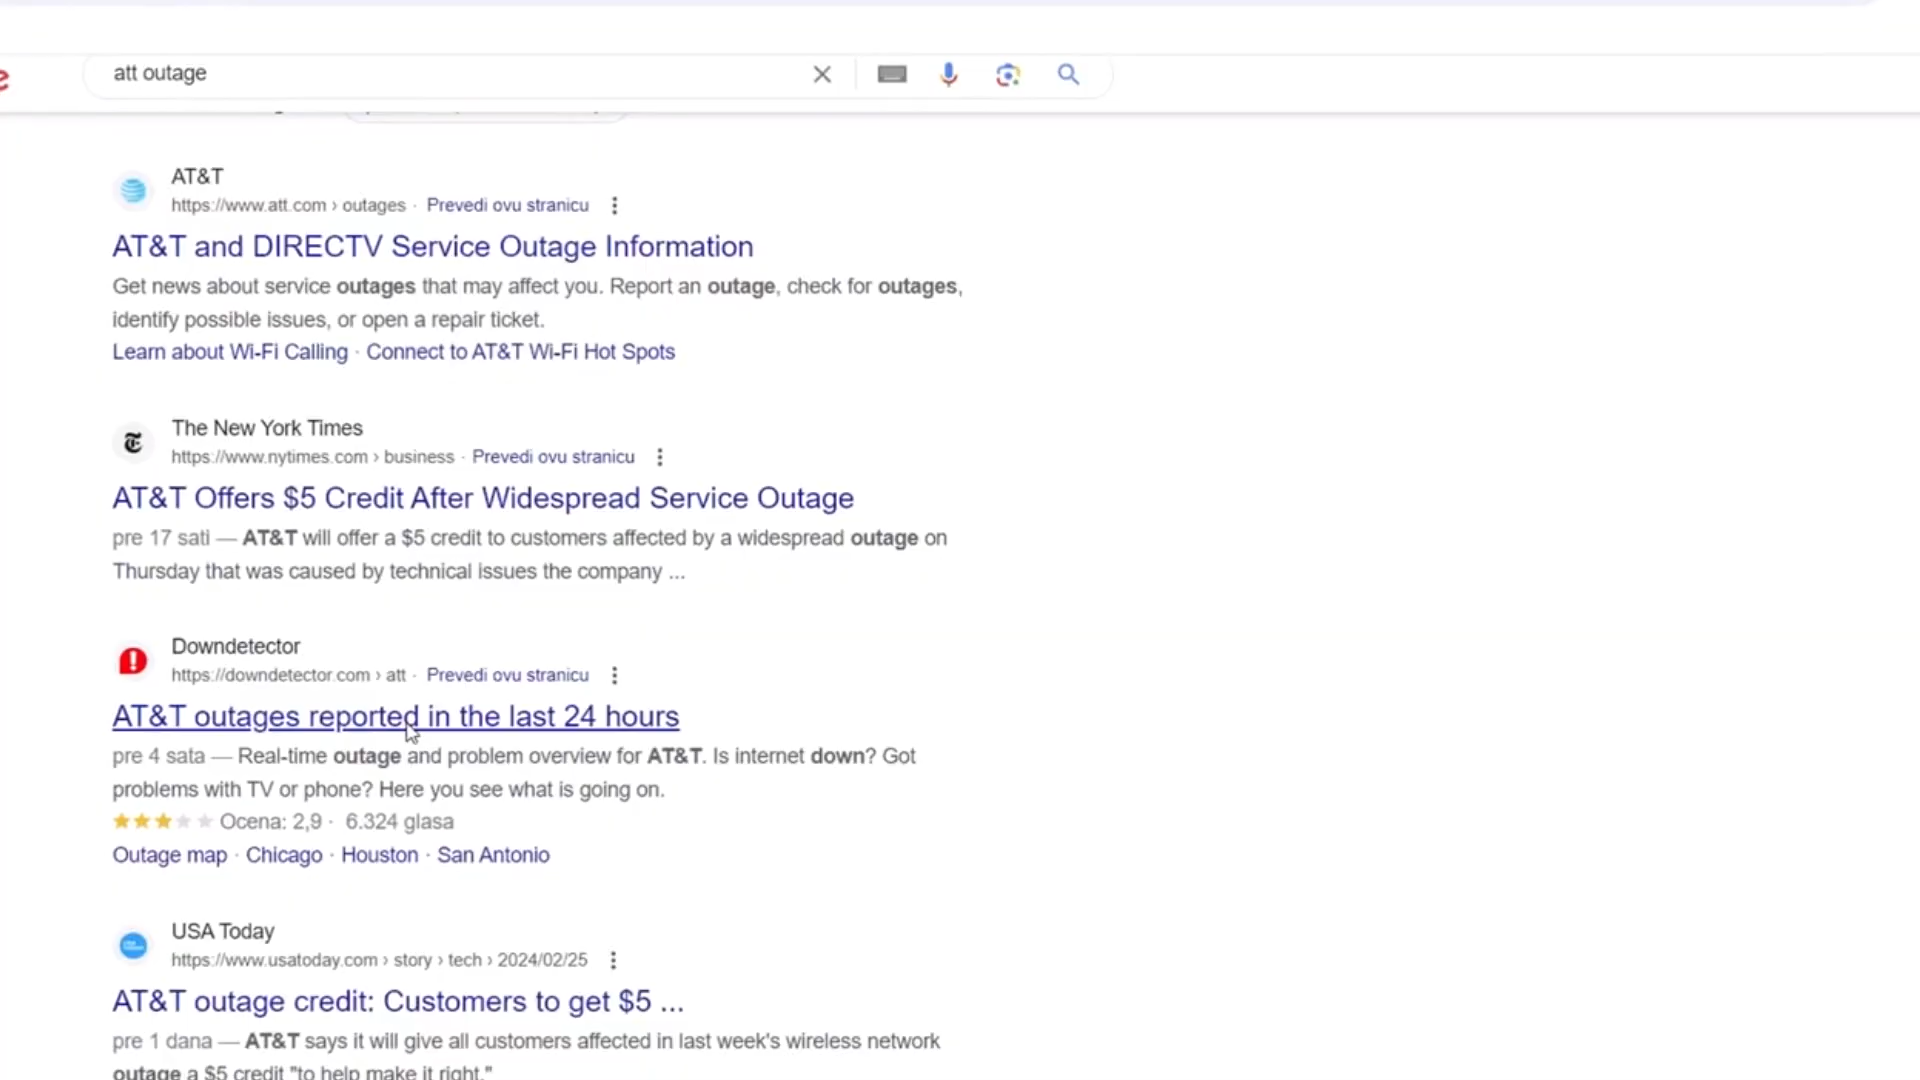 att outage
AT&T
https://www.att.com › outages · Prevedi ovu stranicu
AT&T and DIRECTV Service Outage Information
Get news about service outages that may affect you. Report an outage, check for outages,
identify possible issues, or open a repair ticket.
Learn about Wi-Fi Calling · Connect to AT&T Wi-Fi Hot Spots
The New York Times
https://www.nytimes.com › business · Prevedi ovu stranicu
AT&T Offers $5 Credit After Widespread Service Outage
pre 17 sati — AT&T will offer a $5 credit to customers affected by a widespread outage on
Thursday that was caused by technical issues the company ...
Downdetector
https://downdetector.com › att · Prevedi ovu stranicu
AT&T outages reported in the last 24 hours
pre 4 sata — Real-time outage and problem overview for AT&T. Is internet down? Got
problems with TV or phone? Here you see what is going on.
Ocena: 2,9 · 6.324 glasa
Outage map · Chicago · Houston · San Antonio
USA Today
https://www.usatoday.com › story › tech › 2024/02/25
AT&T outage credit: Customers to get $5 ...
pre 1 dana — AT&T says it will give all customers affected in last week's wireless network
outage a $5 credit "to help make it right."